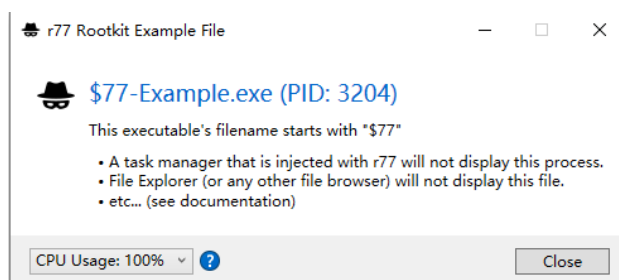 r77 Rootkit Example File
$77-Example.exe (PID: 3204)
This executable's filename starts with "$77"
• A task manager that is injected with r77 will not display this process.
• File Explorer (or any other file browser) will not display this file.
• etc... (see documentation)
CPU Usage: 100%
?
Close